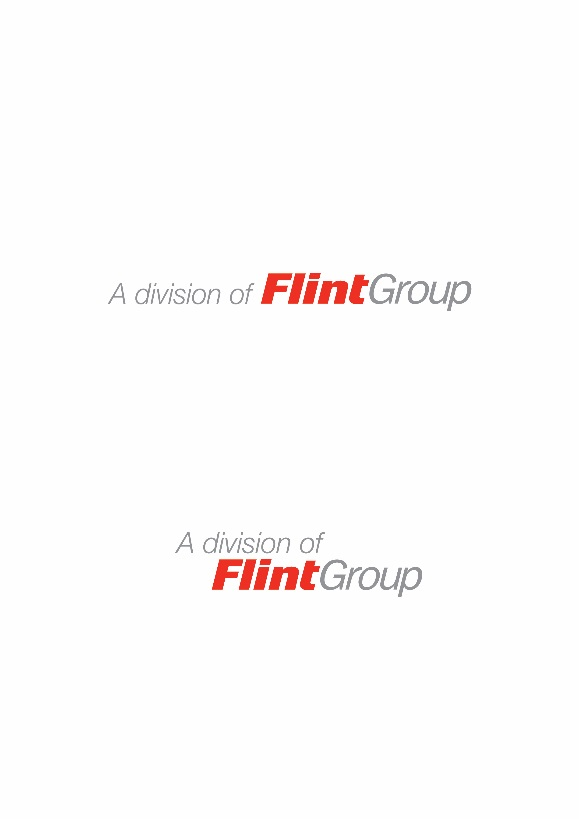 A division of FlintGroup
A division of
FlintGroup